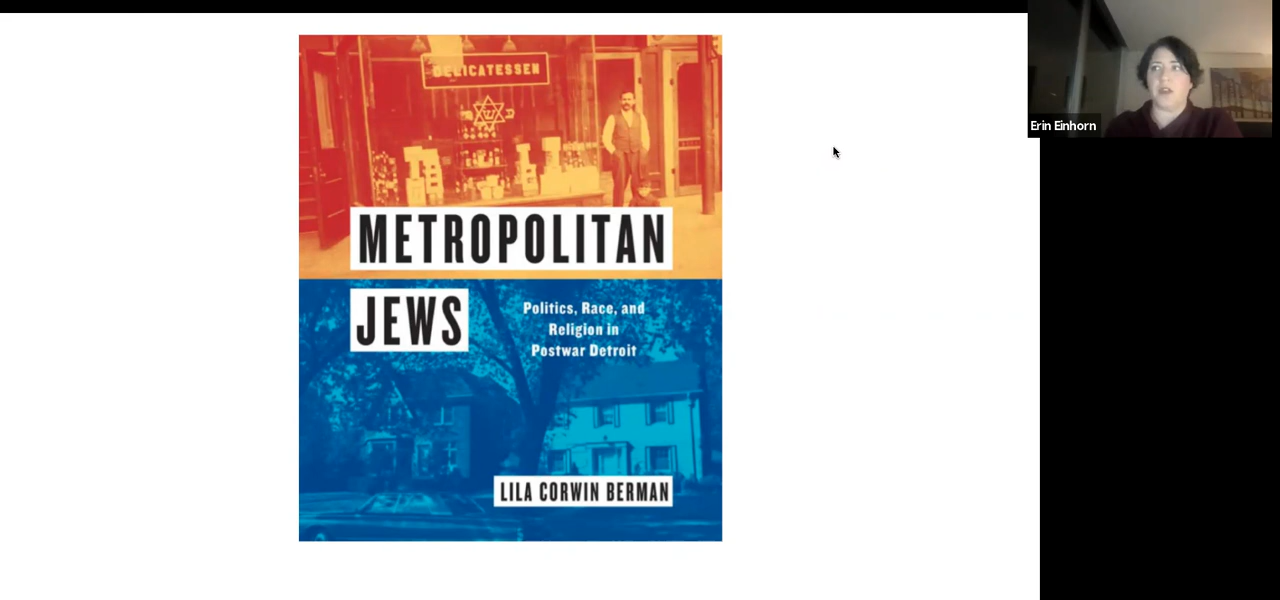 DELICATESSEN
METROPOLITAN
JEWS
Politics, Race, and
Religion in
Postwar Detroit
LILA CORWIN BERMAN
Erin Einhorn